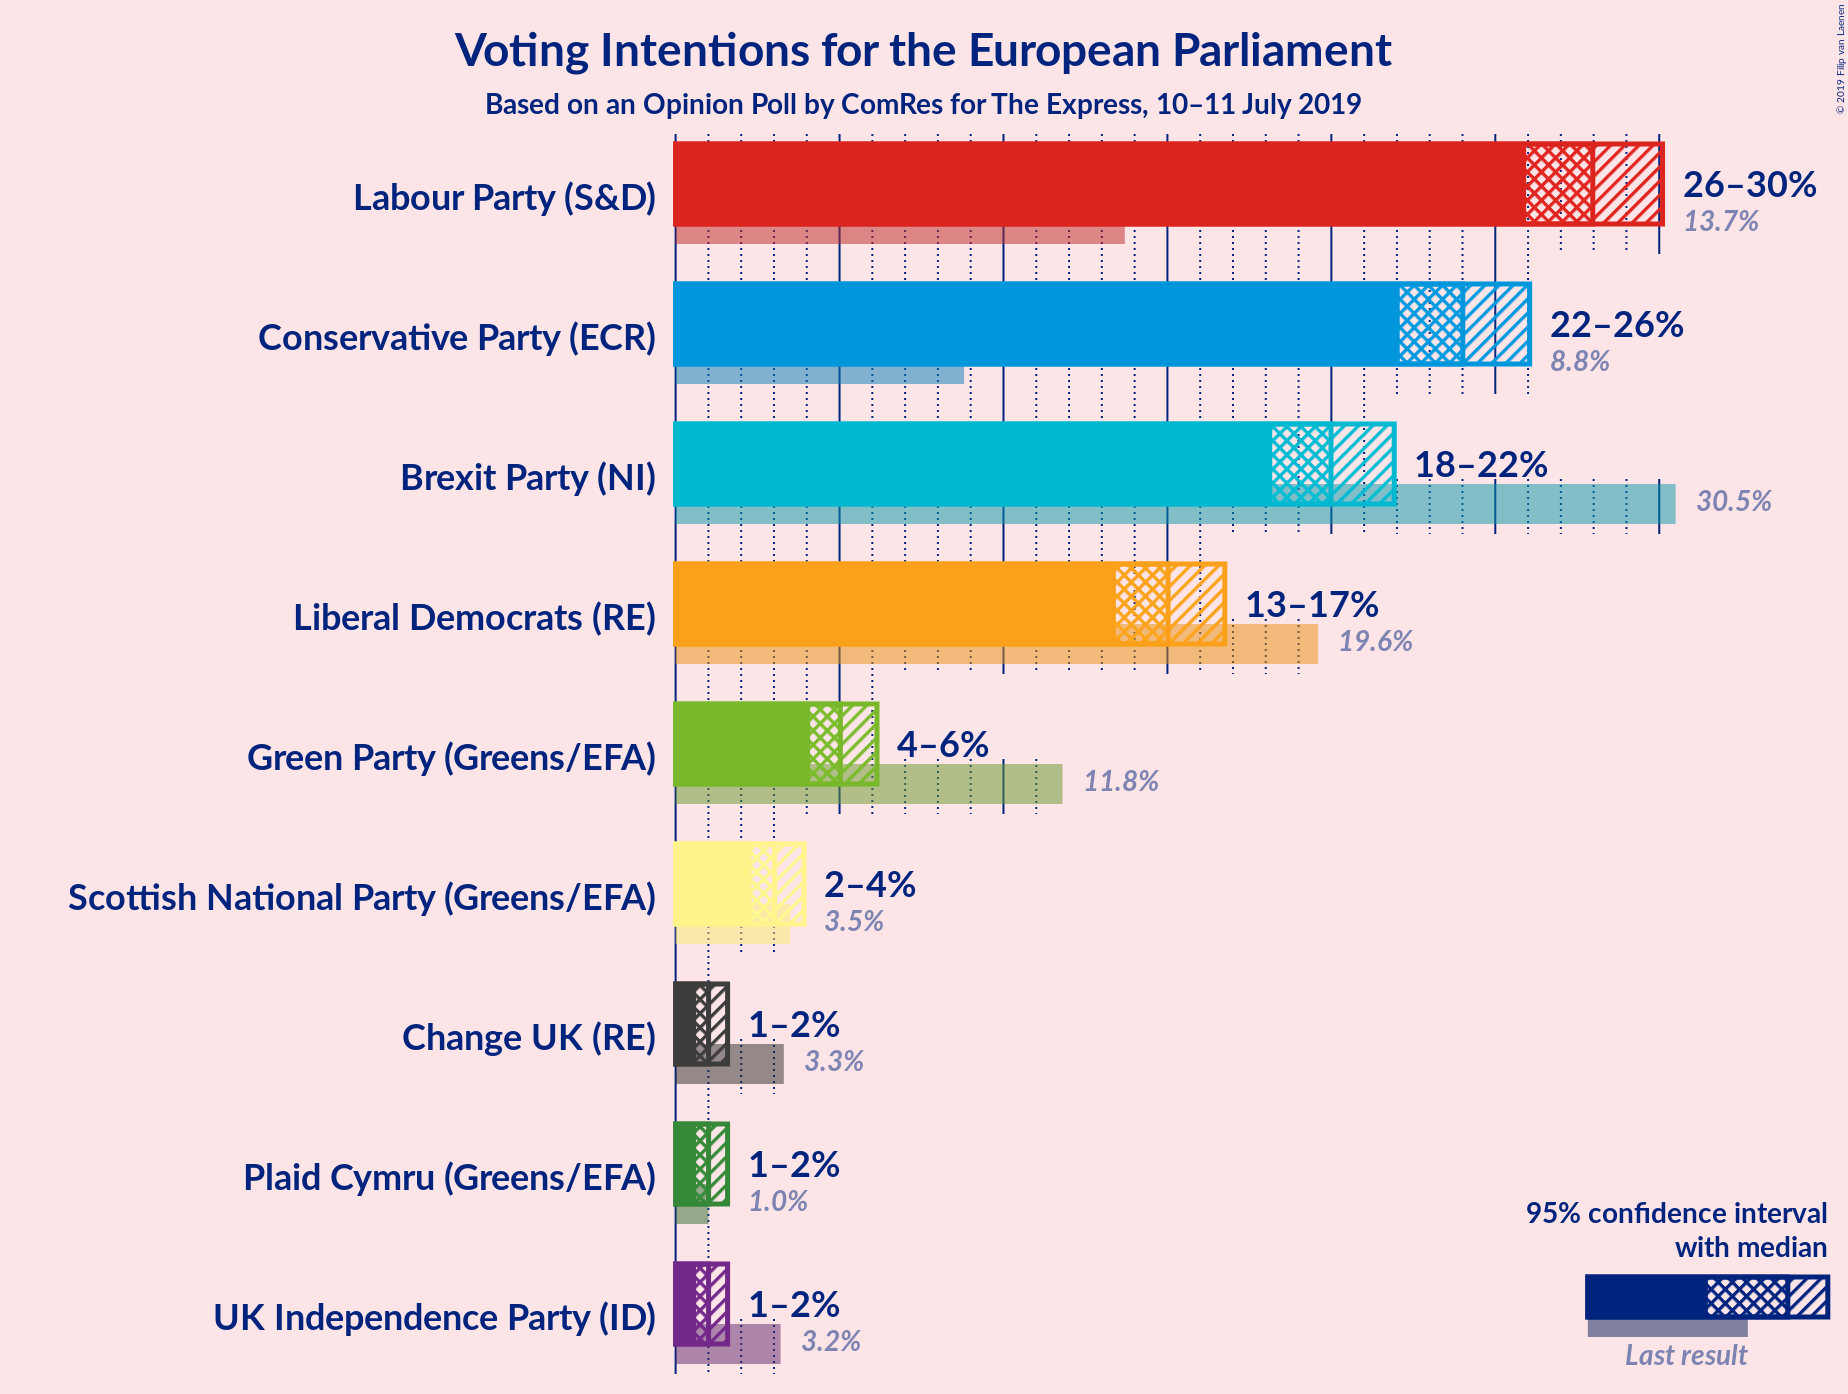 Voting Intentions for the European Parliament
Based on an Opinion Poll by ComRes for The Express, 10–11 July 2019
© 2019 Filip van Laenen
Labour Party (S&D)
26–30%
13.7%
Conservative Party (ECR)
22–26%
8.8%
Brexit Party (NI)
18–22%
30.5%
Liberal Democrats (RE)
13–17%
19.6%
Green Party (Greens/EFA)
4–6%
11.8%
Scottish National Party (Greens/EFA)
2–4%
3.5%
Change UK (RE)
1–2%
3.3%
Plaid Cymru (Greens/EFA)
1–2%
1.0%
UK Independence Party (ID)
1–2%
3.2%
95% confidence interval
with median
Last result